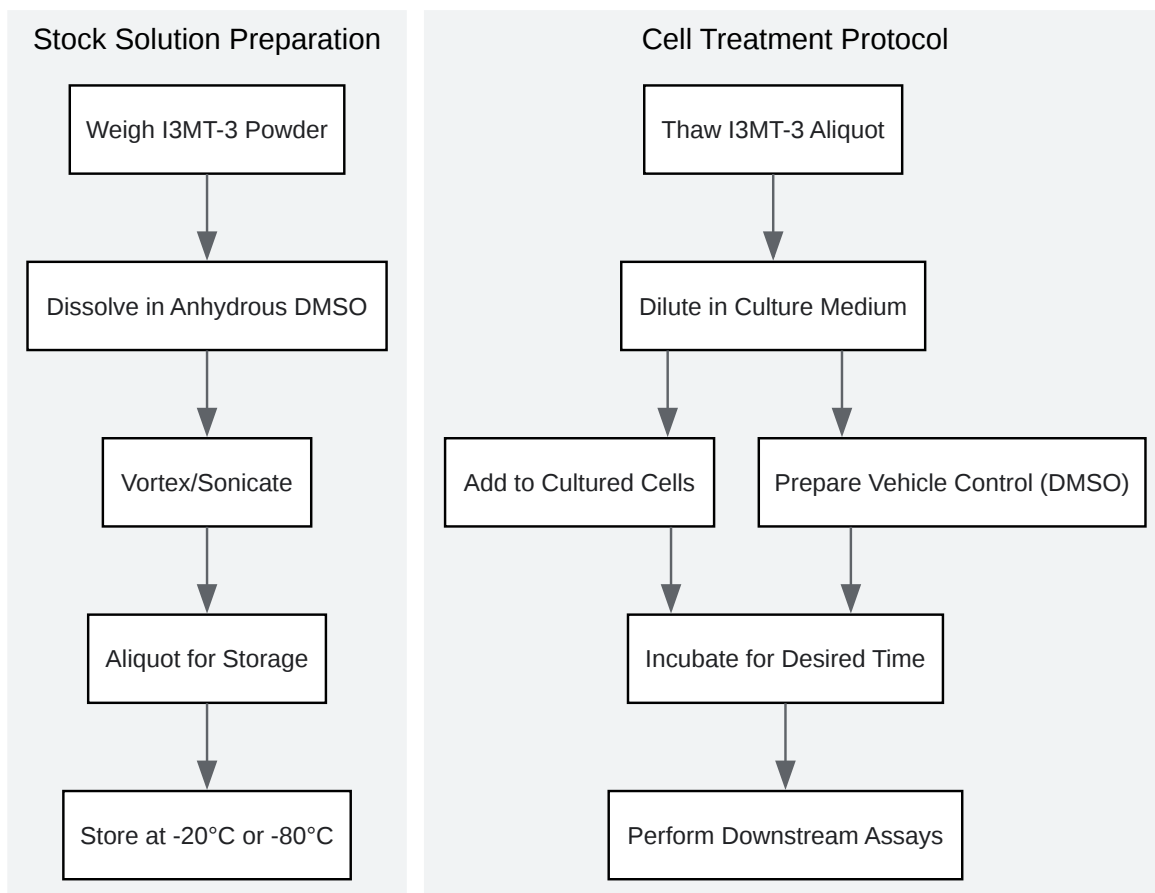 Stock Solution Preparation
Weigh I3MT-3 Powder
Dissolve in Anhydrous DMSO
Vortex/Sonicate
Aliquot for Storage
Store at -20°C or -80°C
Cell Treatment Protocol
Thaw I3MT-3 Aliquot
Dilute in Culture Medium
Add to Cultured Cells
Prepare Vehicle Control (DMSO)
Incubate for Desired Time
Perform Downstream Assays